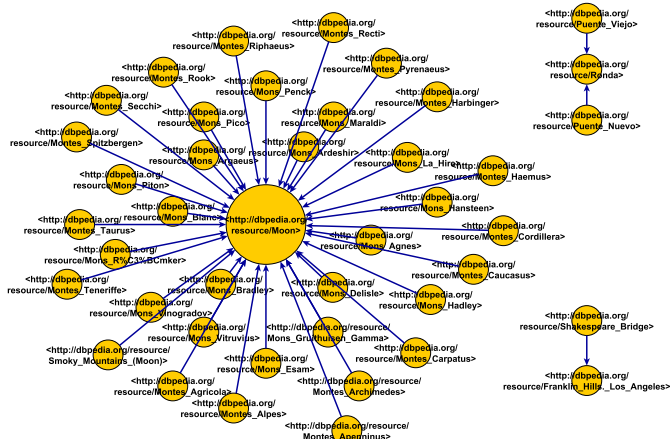 <http://dbpedia.org/
resource/Montes_Riphaeus>
<http://dbpedia.org/
resource/Montes_Recti>
<http://dbpedia.org/
resource/Puente_Viejo>
<http://dbpedia.org/
resource/Montes_Rook>
<http://dbpedia.org/
resource/Mons_Penck>
<http://dbpedia.org/
resource/Montes_Pyrenaeus>
<http://dbpedia.org/
resource/Ronda>
<http://dbpedia.org/
resource/Montes_Secchi>
<http://dbpedia.org/
resource/Mons_Pico>
<http://dbpedia.org/
resource/Mons_Maraldi>
<http://dbpedia.org/
resource/Montes_Harbinger>
<http://dbpedia.org/
resource/Puente_Nuevo>
<http://dbpedia.org/
resource/Montes_Spitzbergen>
<http://dbpedia.org/
resource/Mons_Argaeus>
<http://dbpedia.org/
resource/Mons_Ardeshir>
<http://dbpedia.org/
resource/Mons_La_Hire>
<http://dbpedia.org/
resource/Montes_Haemus>
<http://dbpedia.org/
resource/Mons_Piton>
<http://dbpedia.org/
resource/Mons_Blanc>
<http://dbpedia.org/
resource/Mons_Hansteen>
<http://dbpedia.org/
resource/Montes_Taurus>
<http://dbpedia.org/
resource/Moon>
<http://dbpedia.org/
resource/Mons_Agnes>
<http://dbpedia.org/
resource/Montes_Cordillera>
<http://dbpedia.org/
resource/Mons_R%C3%BCmker>
<http://dbpedia.org/
resource/Montes_Caucasus>
<http://dbpedia.org/
resource/Montes_Teneriffe>
<http://dbpedia.org/
resource/Mons_Bradley>
<http://dbpedia.org/
resource/Mons_Delisle>
<http://dbpedia.org/
resource/Mons_Hadley>
<http://dbpedia.org/
resource/Mons_Vinogradov>
<http://dbpedia.org/
resource/Mons_Vitruvius>
<http://dbpedia.org/resource/
Mons_Gruithuisen_Gamma>
<http://dbpedia.org/
resource/Shakespeare_Bridge>
<http://dbpedia.org/resource/
Smoky_Mountains_(Moon)>
<http://dbpedia.org/
resource/Mons_Esam>
<http://dbpedia.org/
resource/Montes_Carpatus>
<http://dbpedia.org/
resource/Montes_Agricola>
<http://dbpedia.org/resource/
Montes_Archimedes>
<http://dbpedia.org/
resource/Franklin_Hills,_Los_Angeles>
<http://dbpedia.org/
resource/Montes_Alpes>
<http://dbpedia.org/resource/
Montes_Apenninus>